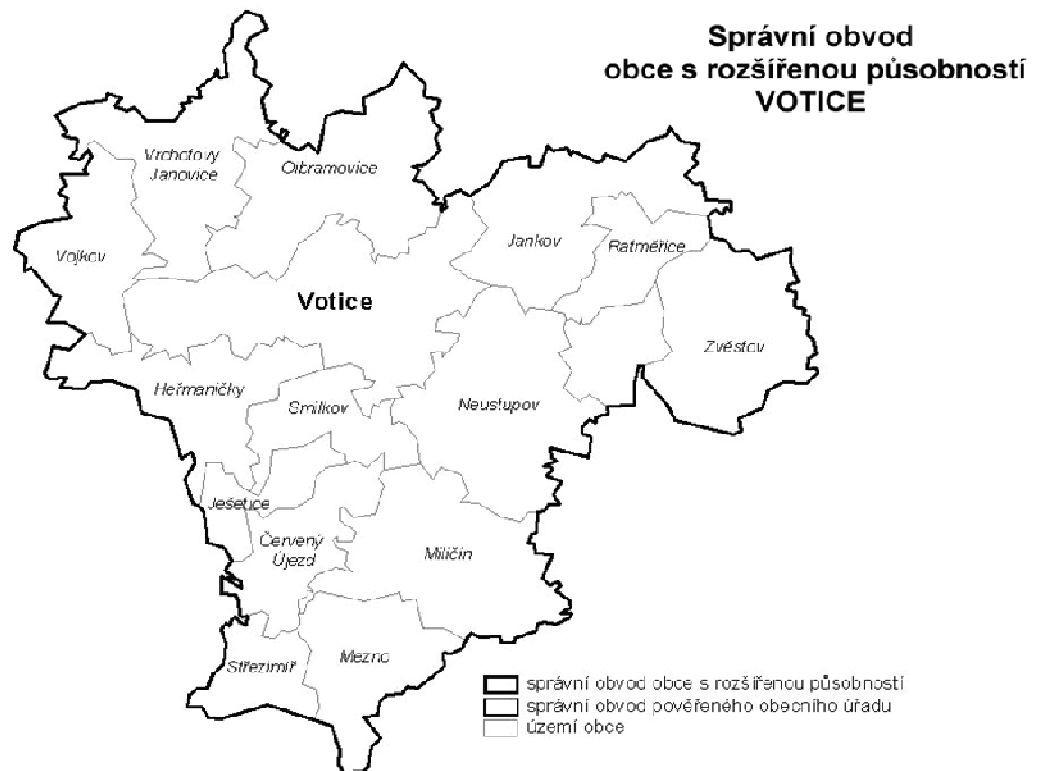 Správní obvod
obce s rozšířenou působností
VOTICE
Vrchotovy
Janovice
Olbramovice
Vojkov
Jankov
Ratměřice
Votice
Zvěstov
Heřmaničky
Smilkov
Neustupov
Ješetice
Červený
Újezd
Miličín
Střezimíř
Mezno
správní obvod obce s rozšířenou působností
správní obvod pověřeného obecního úřadu
území obce